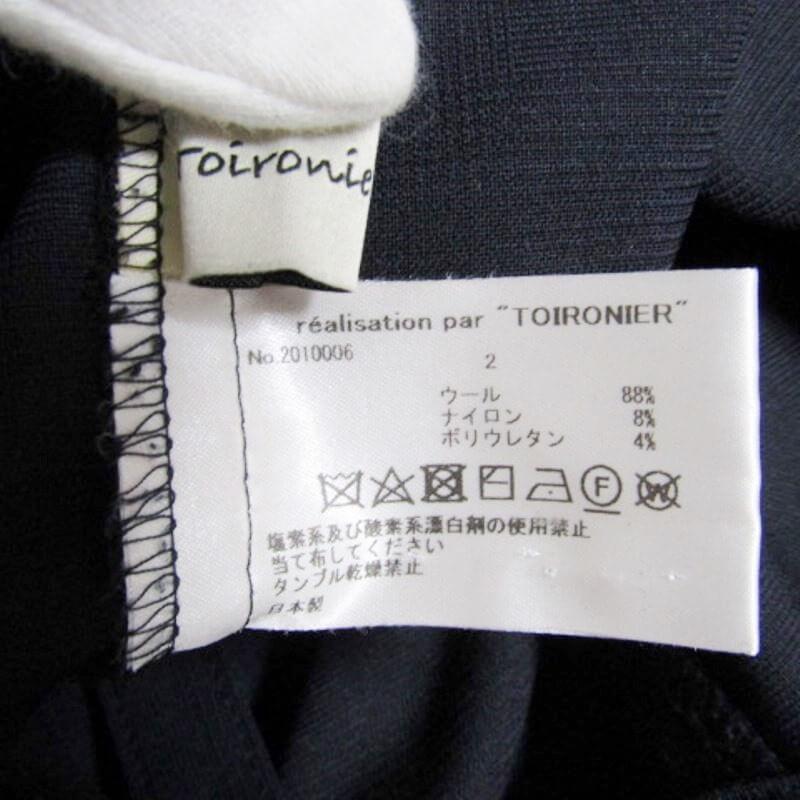 Toironie
réalisation par "TOIRONIER"
No.2010006 2
ウール 88%
ナイロン 8%
ポリウレタン 4%
F W
塩素系及び酸素系漂白剤の使用禁止
当て布してください
タンブル乾燥禁止
日本製